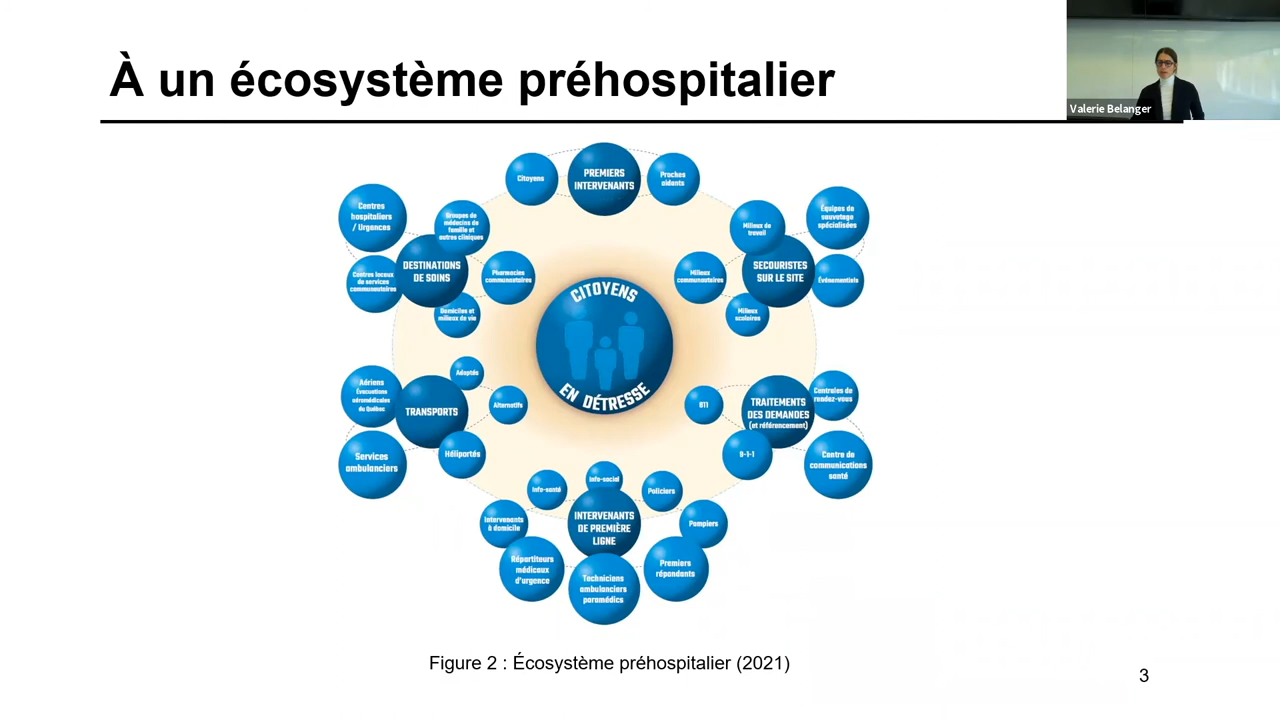 À un écosystème préhospitalier
Valerie Belanger
Citoyens
PREMIERS
INTERVENANTS
Proches
aidants
Centres
hospitaliers
/ Urgences
Groupes de
médecins de
famille et
autres cliniques
DESTINATIONS
DE SOINS
Centres locaux
de services
communautaires
Pharmacies
communautaires
Domiciles et
milieux de vie
Milieux de
travail
Équipes de
sauvetage
spécialisées
Milieux
communautaires
SECOURISTES
SUR LE SITE
Événementiels
Milieux
scolaires
CITOYENS
EN DÉTRESSE
Adaptés
Aériens
Évacuations
aéromédicales
du Québec
TRANSPORTS
Alternatifs
Services
ambulanciers
Héliportés
811
TRAITEMENTS
DES DEMANDES
(et référencement)
Centrales de
rendez-vous
9-1-1
Centre de
communications
santé
Info-santé
Info-social
Policiers
Intervenants
à domicile
INTERVENANTS
DE PREMIÈRE
LIGNE
Pompiers
Répartiteurs
médicaux
d'urgence
Techniciens
ambulanciers
paramédics
Premiers
répondants
Figure 2 : Écosystème préhospitalier (2021)
3